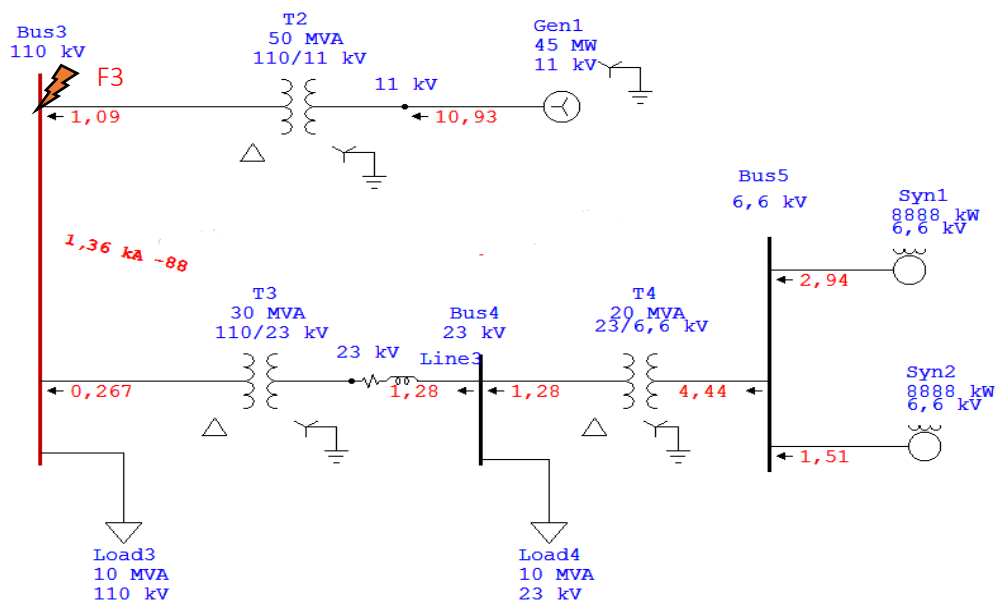 Bus3
110 kV
F3
T2
50 MVA
110/11 kV
11 kV
Gen1
45 MW
11 kV
1,09
10,93
1,36 kA -88
Bus5
6,6 kV
Syn1
8888 kW
6,6 kV
2,94
T3
30 MVA
110/23 kV
23 kV
Bus4
23 kV
Line3
T4
20 MVA
23/6,6 kV
0,267
1,28
1,28
4,44
Syn2
8888 kW
6,6 kV
1,51
Load3
10 MVA
110 kV
Load4
10 MVA
23 kV